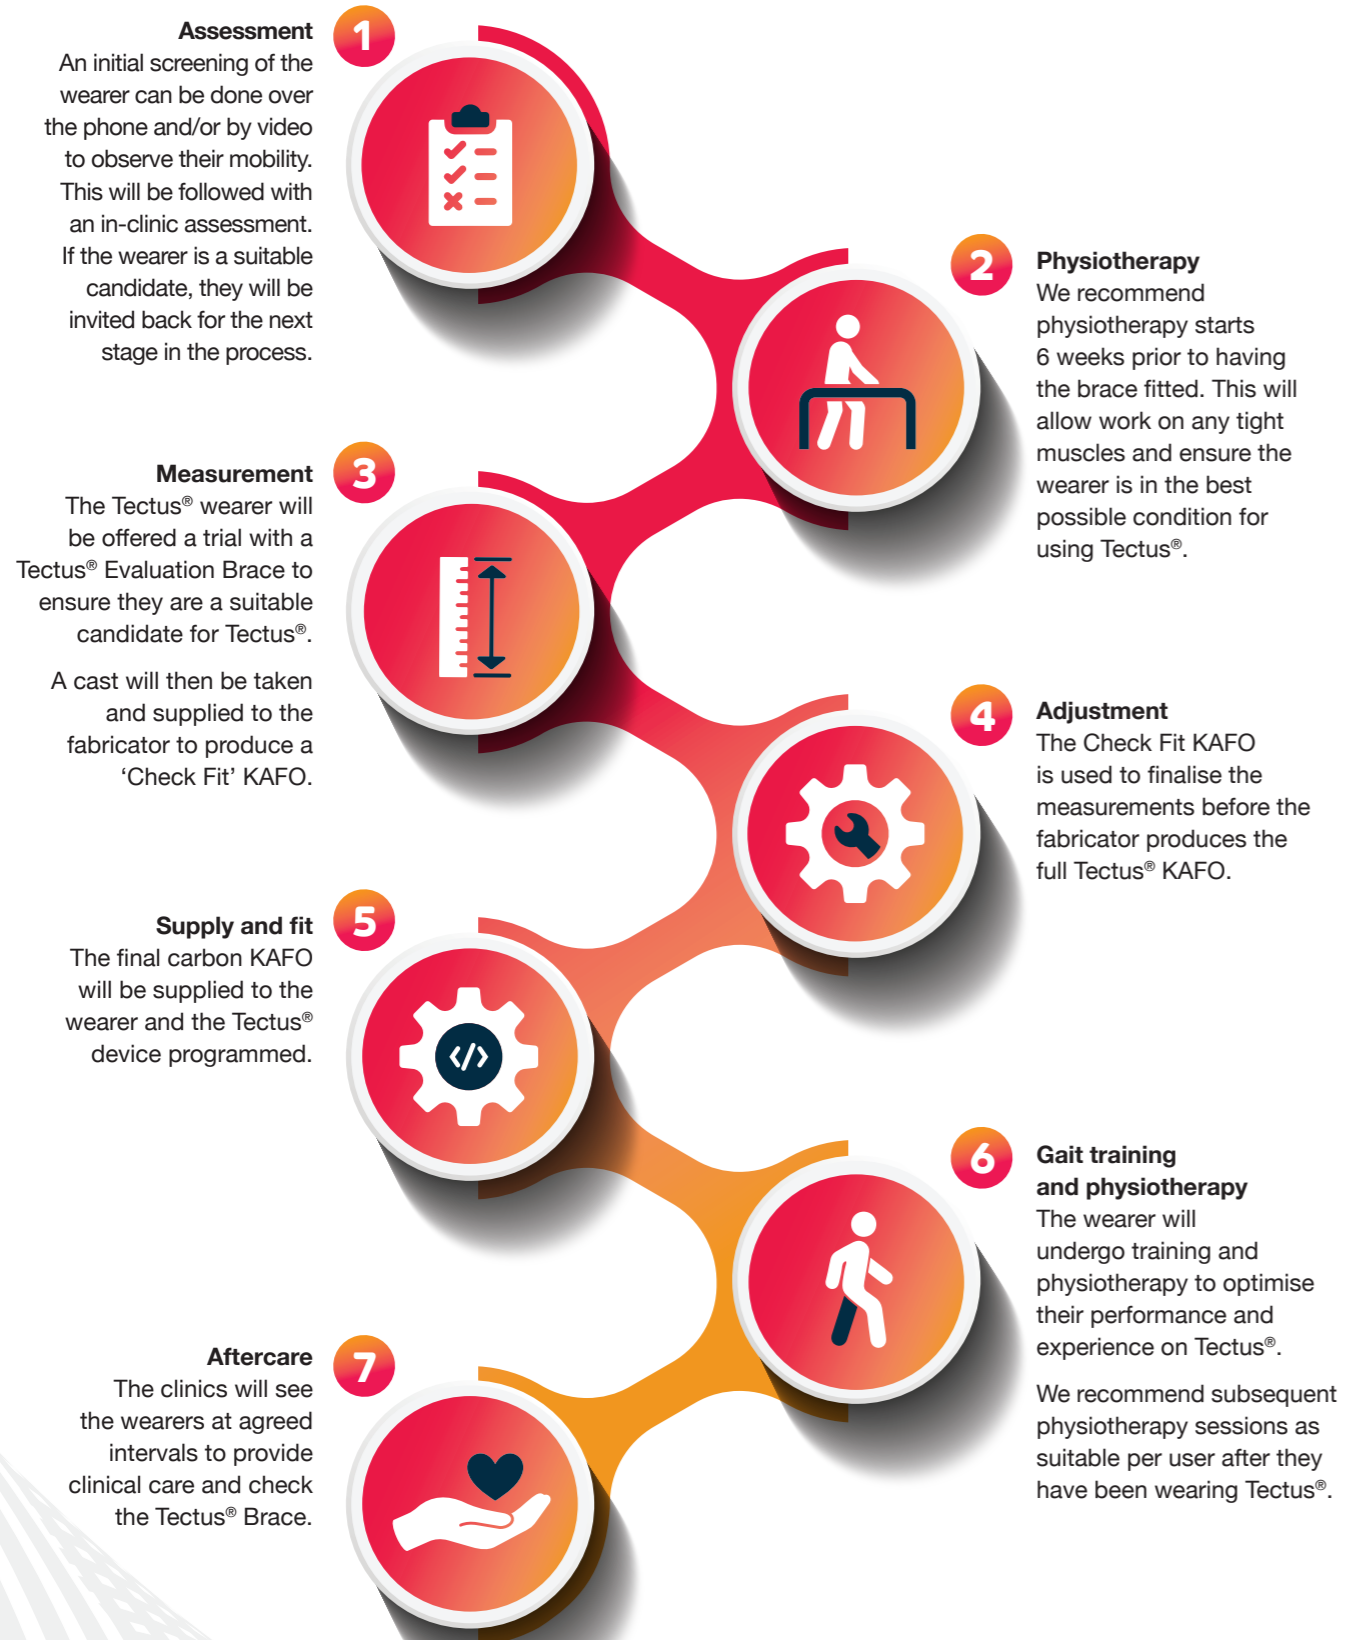 1
Assessment
An initial screening of the
wearer can be done over
the phone and/or by video
to observe their mobility.
This will be followed with
an in-clinic assessment.
If the wearer is a suitable
candidate, they will be
invited back for the next
stage in the process.
2
Physiotherapy
We recommend
physiotherapy starts
6 weeks prior to having
the brace fitted. This will
allow work on any tight
muscles and ensure the
wearer is in the best
possible condition for
using Tectus®.
3
Measurement
The Tectus® wearer will
be offered a trial with a
Tectus® Evaluation Brace to
ensure they are a suitable
candidate for Tectus®.
A cast will then be taken
and supplied to the
fabricator to produce a
‘Check Fit’ KAFO.
4
Adjustment
The Check Fit KAFO
is used to finalise the
measurements before the
fabricator produces the
full Tectus® KAFO.
5
Supply and fit
The final carbon KAFO
will be supplied to the
wearer and the Tectus®
device programmed.
</>
6
Gait training
and physiotherapy
The wearer will
undergo training and
physiotherapy to optimise
their performance and
experience on Tectus®.
We recommend subsequent
physiotherapy sessions as
suitable per user after they
have been wearing Tectus®.
7
Aftercare
The clinics will see
the wearers at agreed
intervals to provide
clinical care and check
the Tectus® Brace.